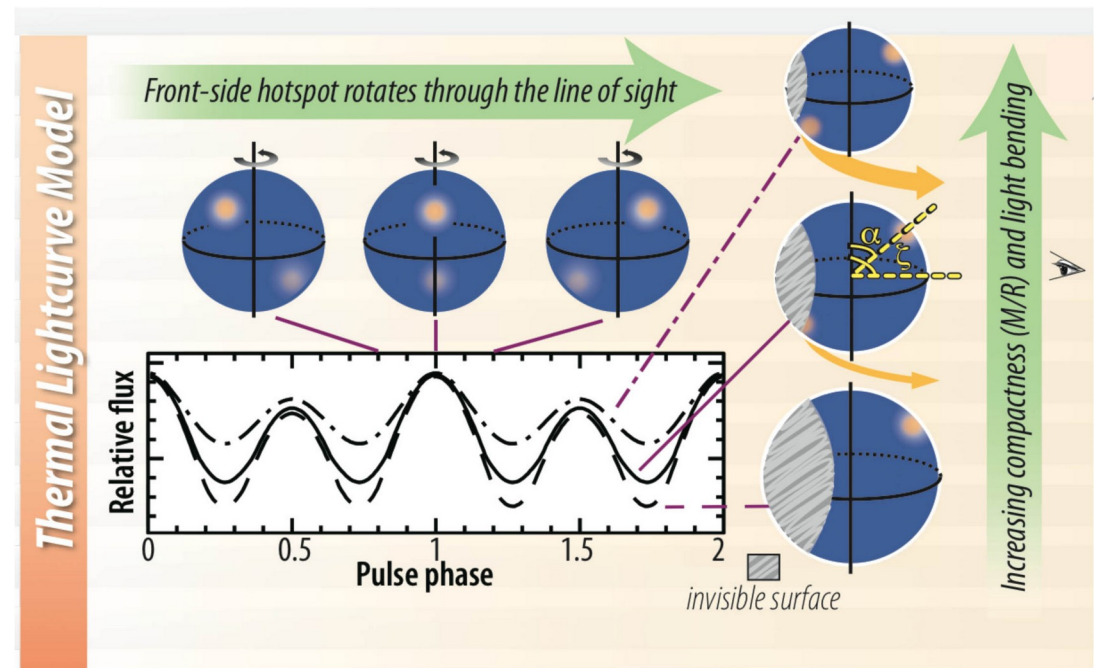 Thermal Lightcurve Model
Front-side hotspot rotates through the line of sight
Increasing compactness (M/R) and light bending
α
ζ
Relative flux
0 0.5 1 1.5 2
Pulse phase
invisible surface